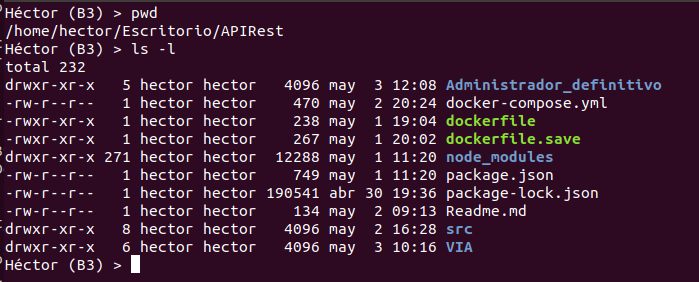 Héctor (B3) > pwd
/home/hector/Escritorio/APIRest
Héctor (B3) > ls -l
total 232
drwxr-xr-x   5 hector hector   4096 may  3 12:08 Administrador_definitivo
-rw-r--r--   1 hector hector    470 may  2 20:24 docker-compose.yml
-rwxr-xr-x   1 hector hector    238 may  1 19:04 dockerfile
-rwxr-xr-x   1 hector hector    267 may  1 20:02 dockerfile.save
drwxr-xr-x 271 hector hector  12288 may  1 11:20 node_modules
-rw-r--r--   1 hector hector    749 may  1 11:20 package.json
-rw-r--r--   1 hector hector 190541 abr 30 19:36 package-lock.json
-rw-r--r--   1 hector hector    134 may  2 09:13 Readme.md
drwxr-xr-x   8 hector hector   4096 may  2 16:28 src
drwxr-xr-x   6 hector hector   4096 may  3 10:16 VIA
Héctor (B3) >